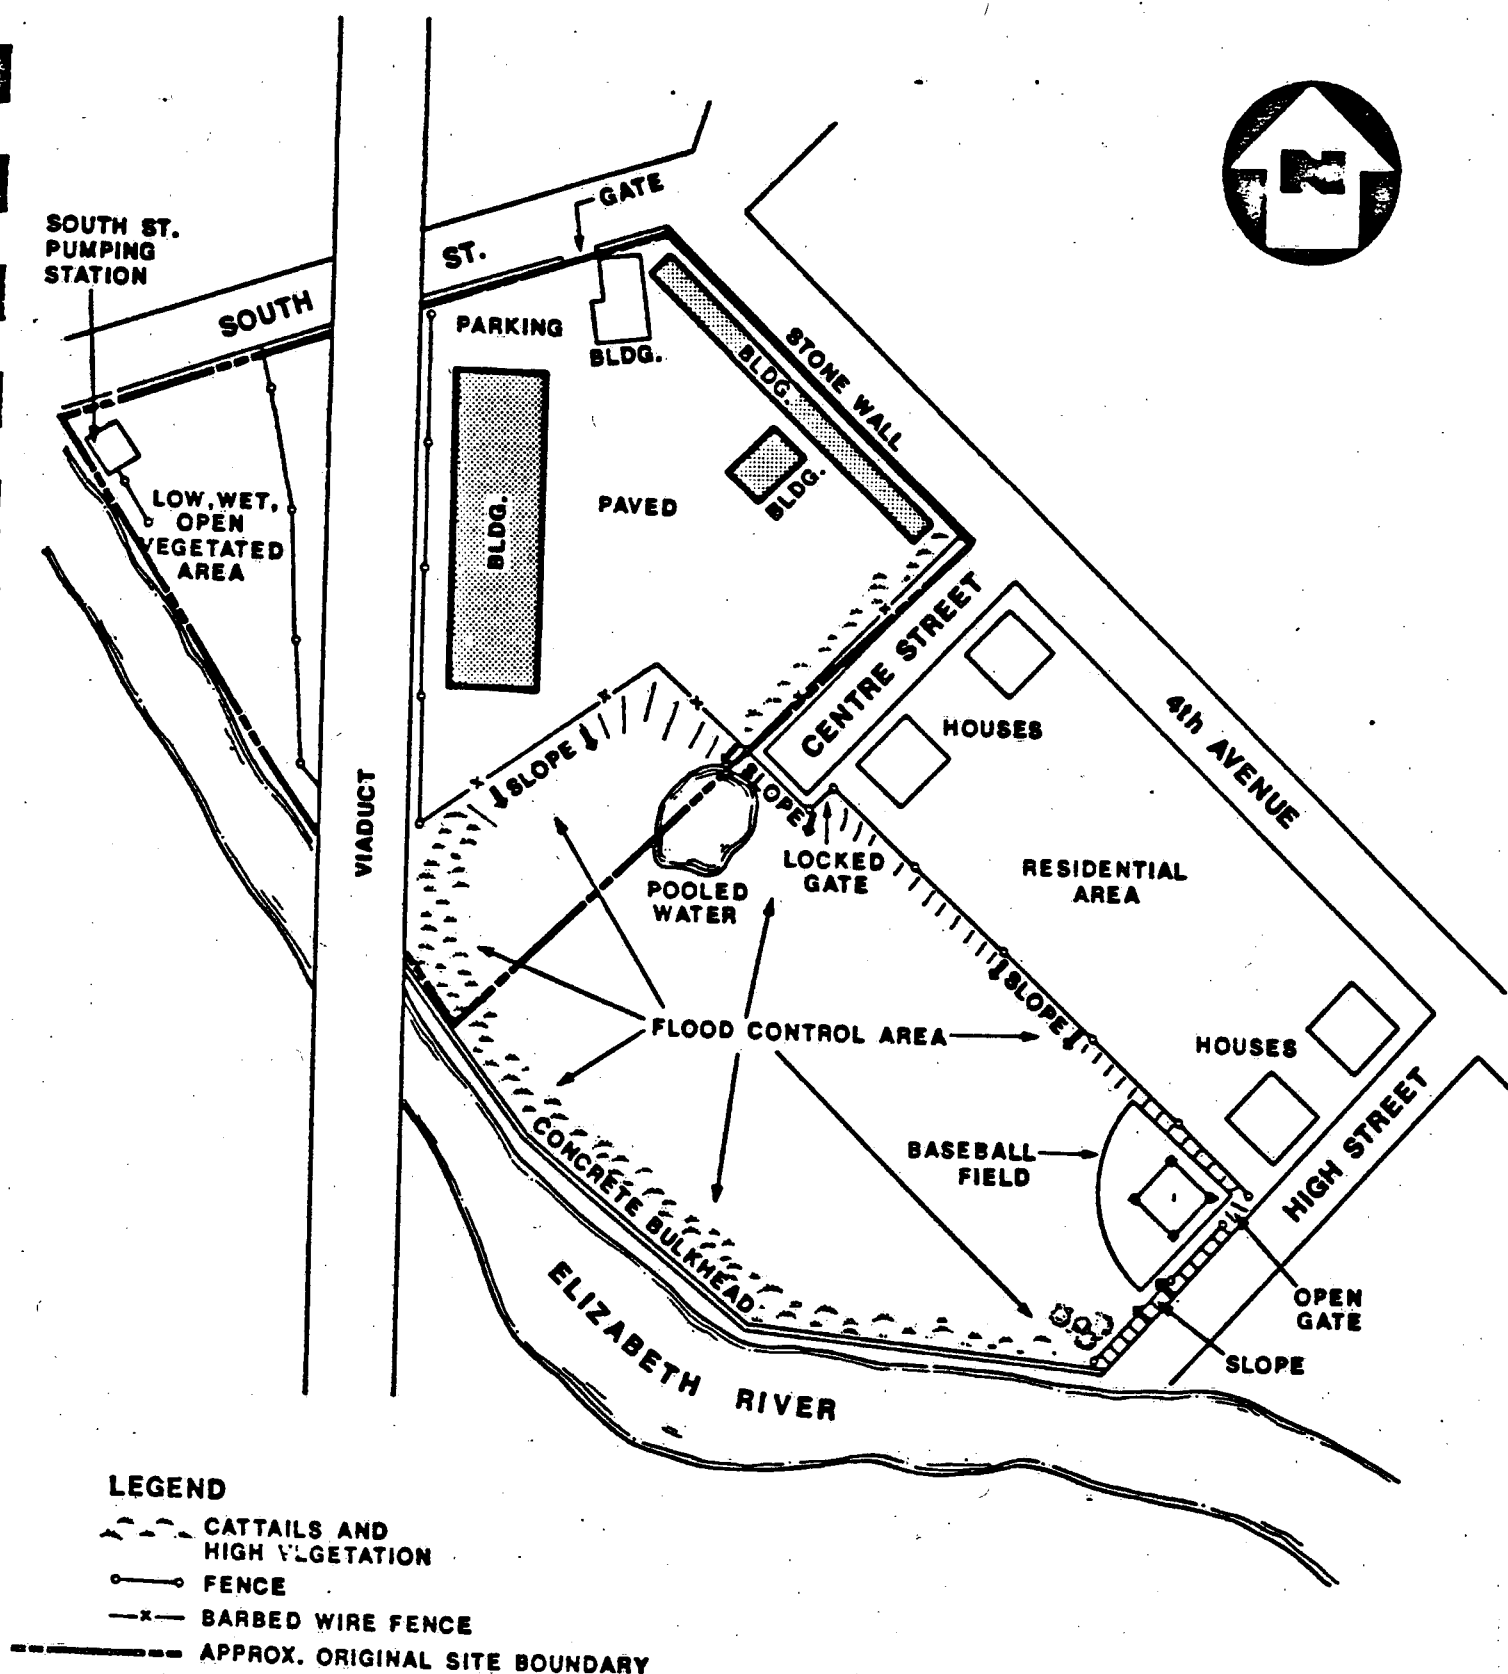 N
GATE
SOUTH ST.
PUMPING
STATION
SOUTH ST.
PARKING
BLDG.
STONE WALL
BLDG.
BLDG.
BLDG.
PAVED
LOW, WET,
OPEN
VEGETATED
AREA
CENTRE STREET
HOUSES
4th AVENUE
SLOPE
SLOPE
VIADUCT
LOCKED
GATE
RESIDENTIAL
AREA
POOLED
WATER
SLOPE
FLOOD CONTROL AREA
HOUSES
HIGH STREET
CONCRETE BULKHEAD
BASEBALL
FIELD
OPEN
GATE
SLOPE
ELIZABETH RIVER
LEGEND
CATTAILS AND
HIGH VEGETATION
FENCE
BARBED WIRE FENCE
APPROX. ORIGINAL SITE BOUNDARY